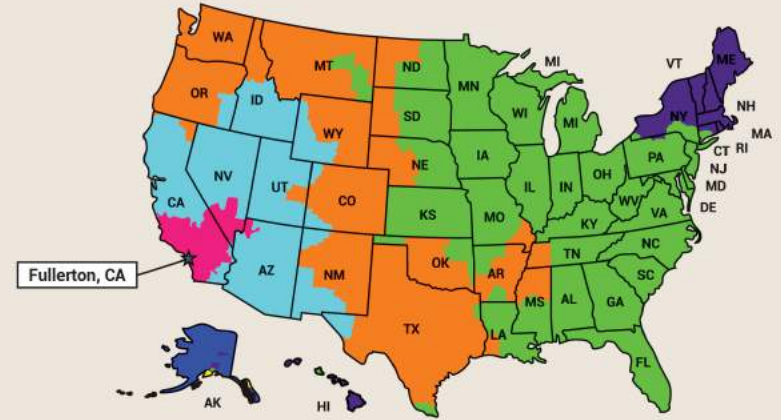 WA
MT
ND
MN
MI
VT
ME
OR
ID
SD
WI
MI
NY
NH
MA
WY
CT
RI
NV
NE
IA
PA
NJ
CA
UT
CO
IL
IN
OH
MD
DE
KS
MO
KY
WV
VA
Fullerton, CA
AZ
NM
OK
AR
TN
NC
SC
MS
AL
GA
TX
LA
FL
AK
HI